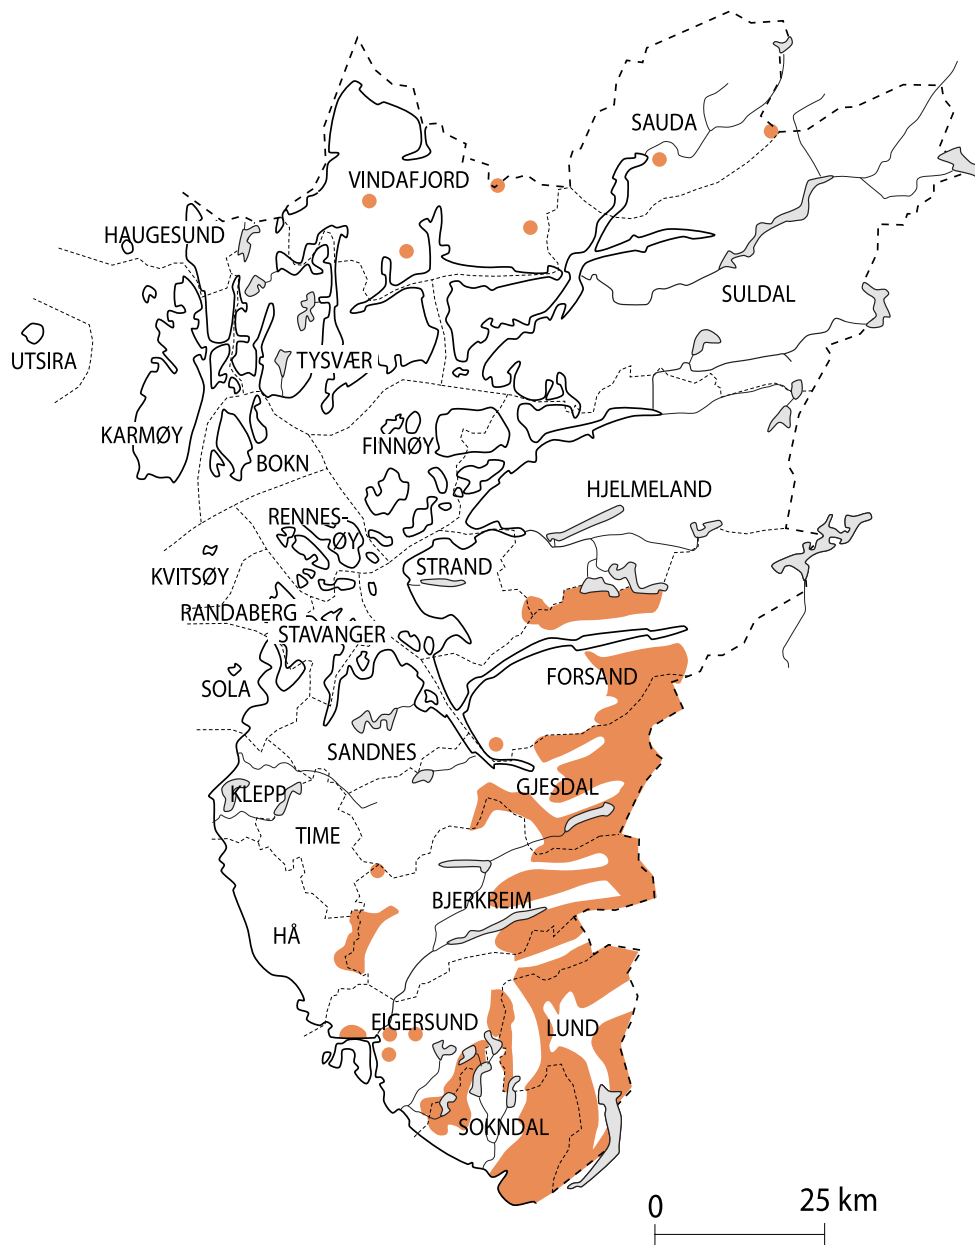 SAUDA
VINDAFJORD
HAUGESUND
SULDAL
UTSIRA
TYSVÆR
KARMØY
FINNØY
BOKN
HJELMELAND
RENNES-
ØY
STRAND
KVITSØY
RANDABERG
STAVANGER
FORSAND
SOLA
SANDNES
GJESDAL
KLEPP
TIME
BJERKREIM
HÅ
EIGERSUND
LUND
SOKNDAL
0 25 km